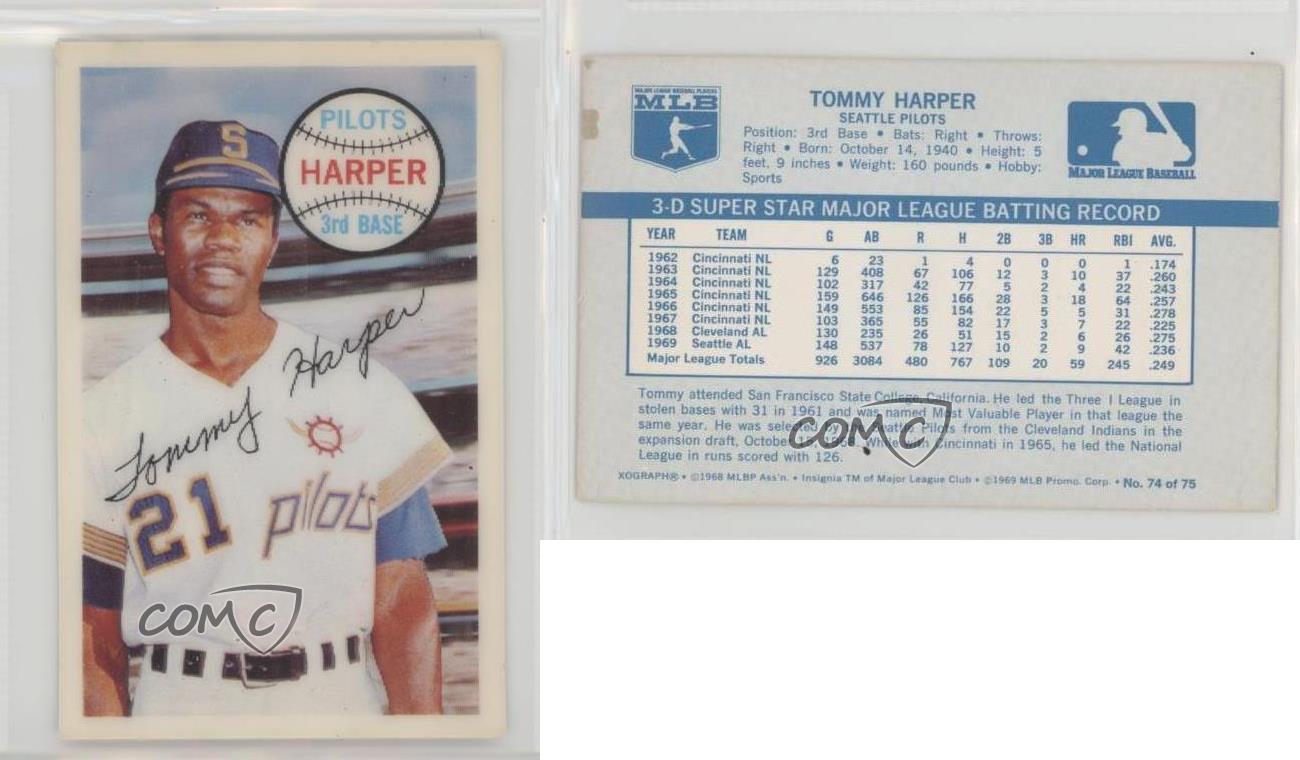 S
PILOTS
HARPER
3rd BASE
Tommy Harper
21 pilots
COMC
MAJOR LEAGUE BASEBALL PLAYERS
MLB
TOMMY HARPER
SEATTLE PILOTS
Position: 3rd Base • Bats: Right • Throws:
Right • Born: October 14, 1940 • Height: 5
feet, 9 inches • Weight: 160 pounds • Hobby:
Sports
MAJOR LEAGUE BASEBALL
3-D SUPER STAR MAJOR LEAGUE BATTING RECORD
YEAR TEAM G AB R H 2B 3B HR RBI AVG.
1962 Cincinnati NL 6 23 1 4 0 0 0 1 .174
1963 Cincinnati NL 129 408 67 106 12 3 10 37 .260
1964 Cincinnati NL 102 317 42 77 5 2 4 22 .243
1965 Cincinnati NL 159 646 126 166 28 3 18 64 .257
1966 Cincinnati NL 149 553 85 154 22 5 5 31 .278
1967 Cincinnati NL 103 365 55 82 17 3 7 22 .225
1968 Cleveland AL 130 235 26 51 15 2 6 26 .275
1969 Seattle AL 148 537 78 127 10 2 9 42 .236
Major League Totals 926 3084 480 767 109 20 59 245 .249
Tommy attended San Francisco State College, California. He led the Three I League in
stolen bases with 31 in 1961 and was named Most Valuable Player in that league the
same year. He was selected by Seattle Pilots from the Cleveland Indians in the
expansion draft, October 15, 1968. While with Cincinnati in 1965, he led the National
League in runs scored with 126.
COMC
XOGRAPH® • ©1968 MLBP Ass'n. • Insignia TM of Major League Club • ©1969 MLB Promo. Corp. • No. 74 of 75